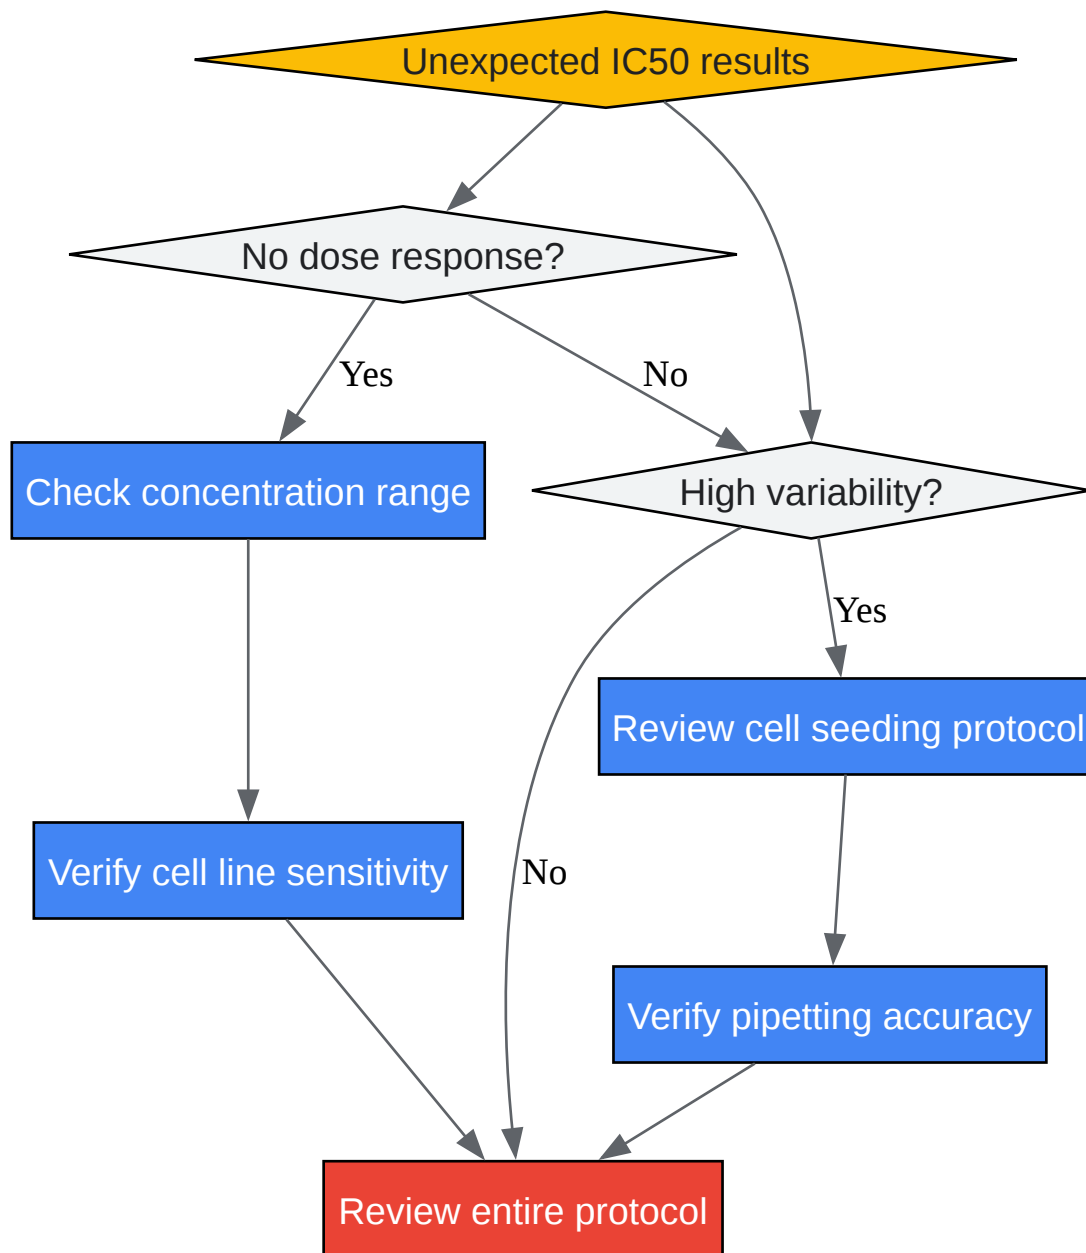 Unexpected IC50 results
No dose response?
Yes
No
Check concentration range
High variability?
Yes
Review cell seeding protocol
Verify cell line sensitivity
No
Verify pipetting accuracy
Review entire protocol